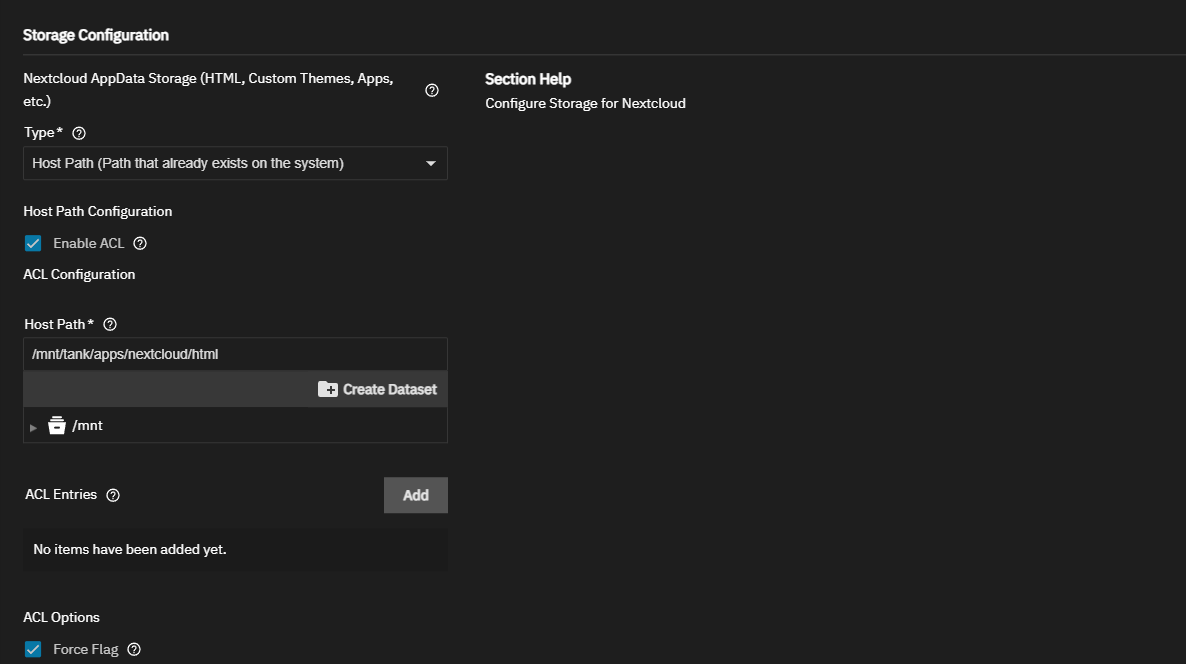 Storage Configuration
Nextcloud AppData Storage (HTML, Custom Themes, Apps,
etc.)
Section Help
Configure Storage for Nextcloud
Type*
Host Path (Path that already exists on the system)
Host Path Configuration
Enable ACL
ACL Configuration
Host Path*
/mnt/tank/apps/nextcloud/html
Create Dataset
/mnt
ACL Entries
Add
No items have been added yet.
ACL Options
Force Flag